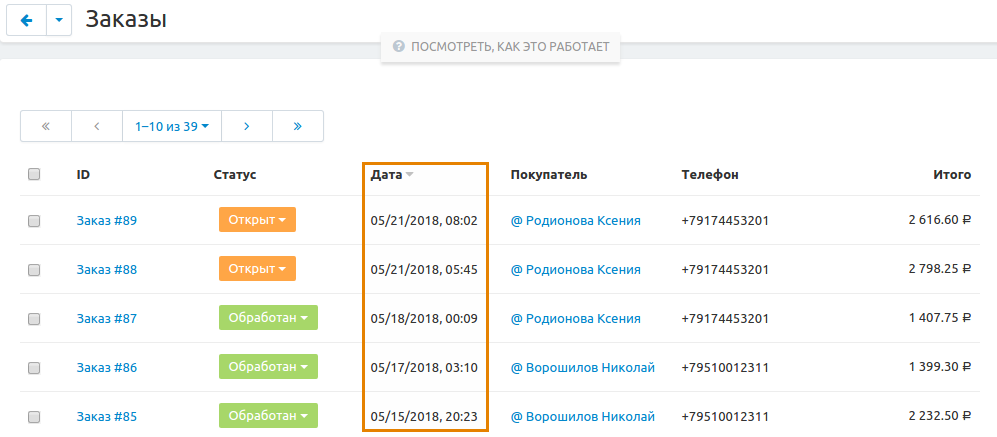 Заказы
ПОСМОТРЕТЬ, КАК ЭТО РАБОТАЕТ
« ‹ 1–10 из 39 › »
ID Статус Дата Покупатель Телефон Итого
Заказ #89 Открыт 05/21/2018, 08:02 @ Родионова Ксения +79174453201 2 616.60 ₽
Заказ #88 Открыт 05/21/2018, 05:45 @ Родионова Ксения +79174453201 2 798.25 ₽
Заказ #87 Обработан 05/18/2018, 00:09 @ Родионова Ксения +79174453201 1 407.75 ₽
Заказ #86 Обработан 05/17/2018, 03:10 @ Ворошилов Николай +79510012311 1 399.30 ₽
Заказ #85 Обработан 05/15/2018, 20:23 @ Ворошилов Николай +79510012311 2 232.50 ₽